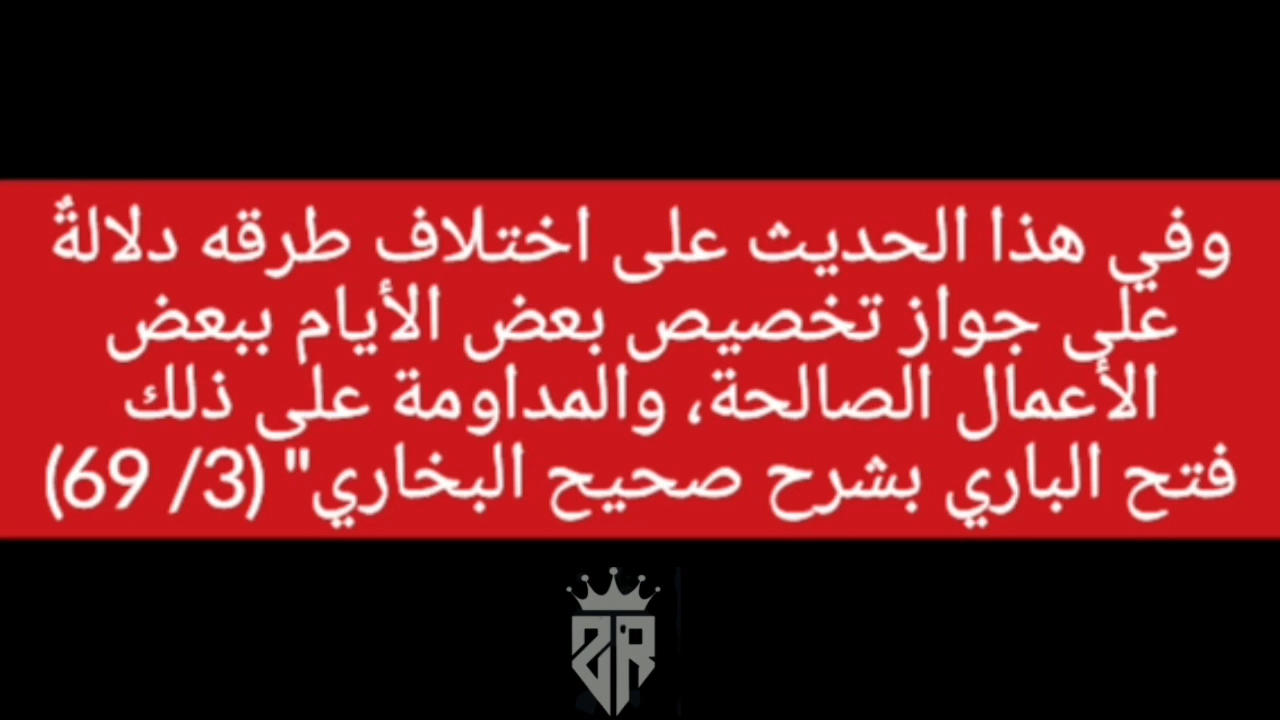 وفي هذا الحديث على اختلاف طرقه دلالةٌ
على جواز تخصيص بعض الأيام ببعض
الأعمال الصالحة، والمداومة على ذلك
فتح الباري بشرح صحيح البخاري" (3/ 69)
SR